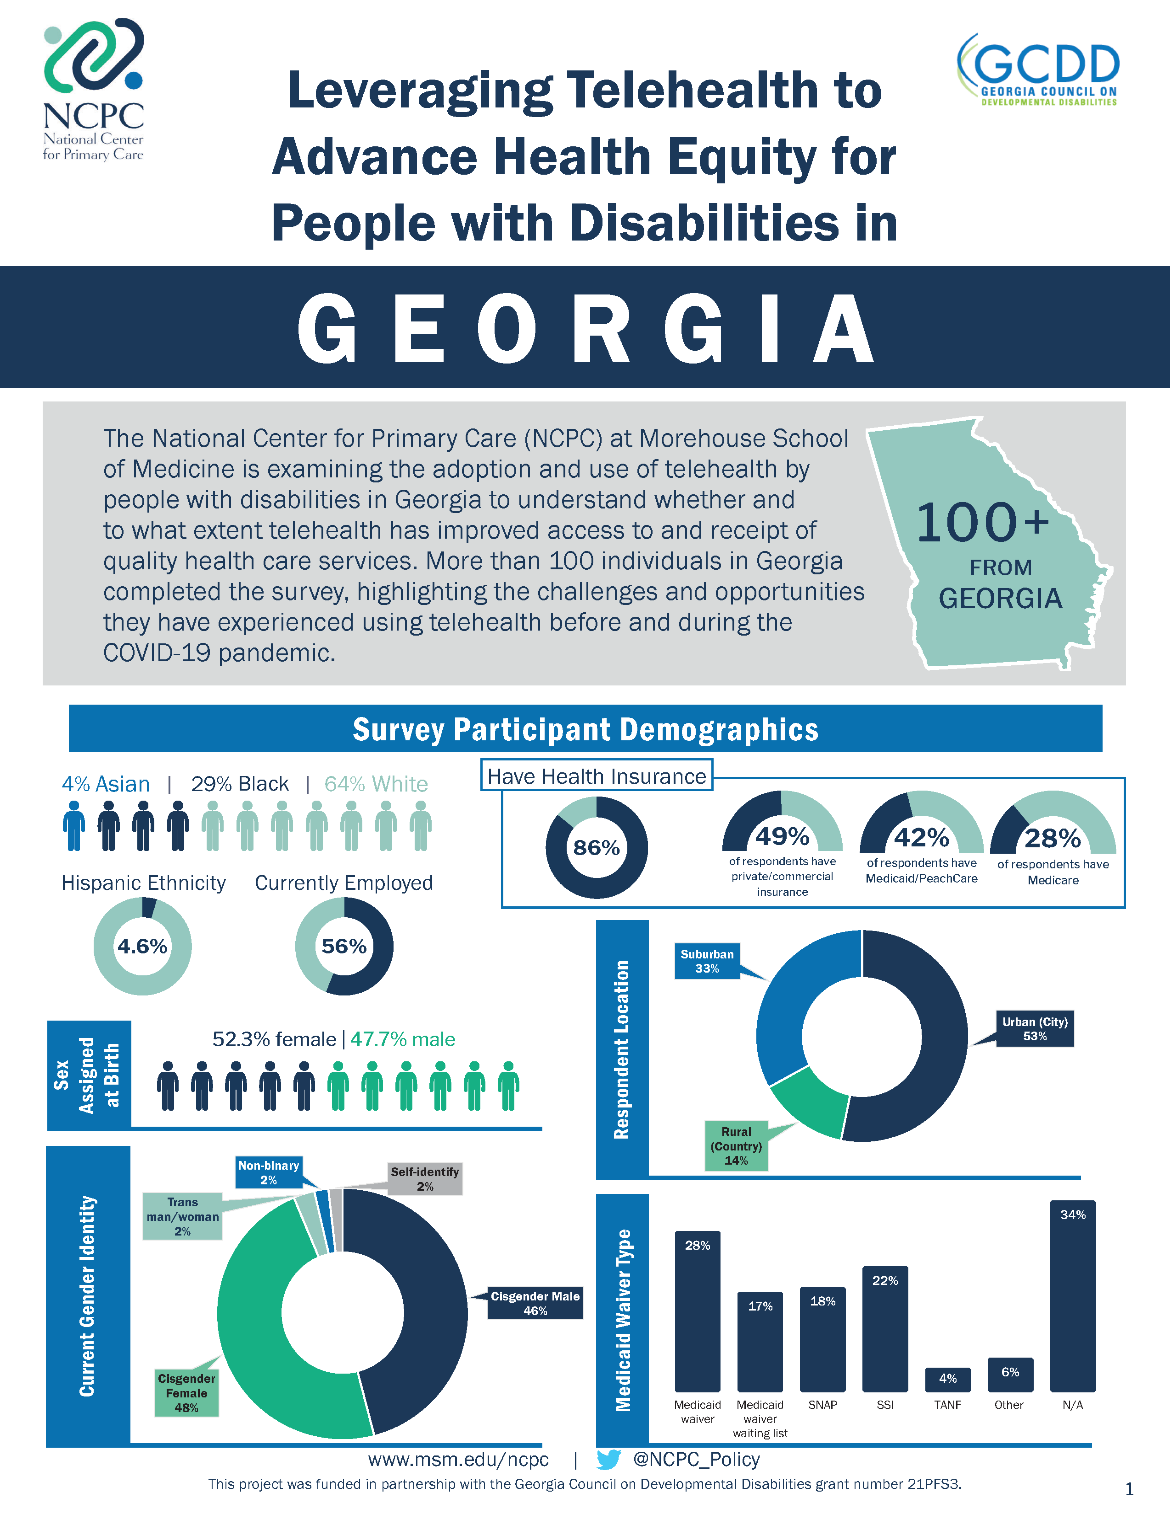 NCPC
National Center
for Primary Care
GCDD
GEORGIA COUNCIL ON
DEVELOPMENTAL DISABILITIES
Leveraging Telehealth to
Advance Health Equity for
People with Disabilities in
GEORGIA
The National Center for Primary Care (NCPC) at Morehouse School
of Medicine is examining the adoption and use of telehealth by
people with disabilities in Georgia to understand whether and
to what extent telehealth has improved access to and receipt of
quality health care services. More than 100 individuals in Georgia
completed the survey, highlighting the challenges and opportunities
they have experienced using telehealth before and during the
COVID-19 pandemic.
100+
FROM
GEORGIA
Survey Participant Demographics
4% Asian | 29% Black | 64% White
Hispanic Ethnicity
4.6%
Currently Employed
56%
Have Health Insurance
86%
49%
of respondents have
private/commercial
insurance
42%
of respondents have
Medicaid/PeachCare
28%
of respondents have
Medicare
Sex
Assigned
at Birth
52.3% female | 47.7% male
Respondent Location
Suburban
33%
Urban (City)
53%
Rural
(Country)
14%
Current Gender Identity
Non-binary
2%
Self-identify
2%
Trans
man/woman
2%
Cisgender Male
46%
Cisgender
Female
48%
Medicaid Waiver Type
28%
17%
18%
22%
4%
6%
34%
Medicaid
waiver
Medicaid
waiver
waiting list
SNAP
SSI
TANF
Other
N/A
www.msm.edu/ncpc | @NCPC_Policy
This project was funded in partnership with the Georgia Council on Developmental Disabilities grant number 21PFS3.
1